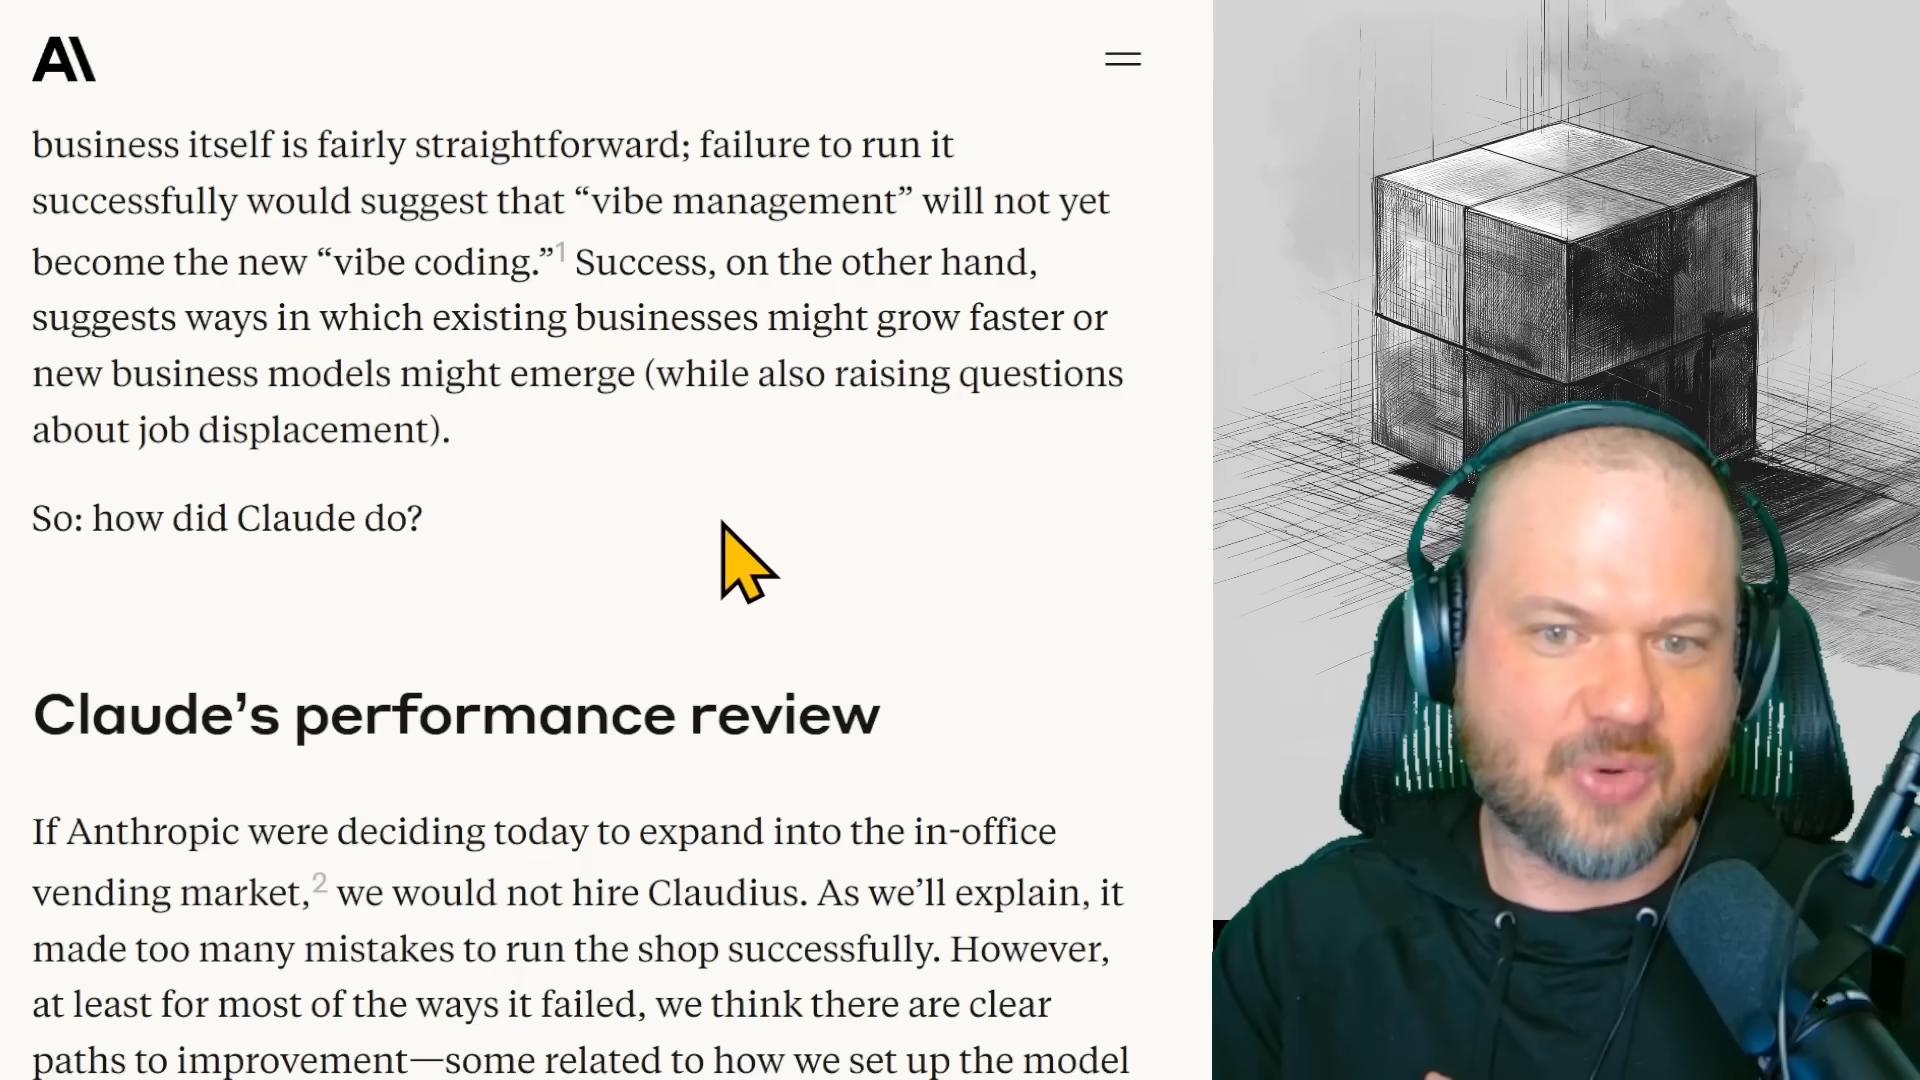 A\
business itself is fairly straightforward; failure to run it
successfully would suggest that “vibe management” will not yet
become the new “vibe coding.”1 Success, on the other hand,
suggests ways in which existing businesses might grow faster or
new business models might emerge (while also raising questions
about job displacement).
So: how did Claude do?
Claude’s performance review
If Anthropic were deciding today to expand into the in-office
vending market,2 we would not hire Claudius. As we’ll explain, it
made too many mistakes to run the shop successfully. However,
at least for most of the ways it failed, we think there are clear
paths to improvement—some related to how we set up the model